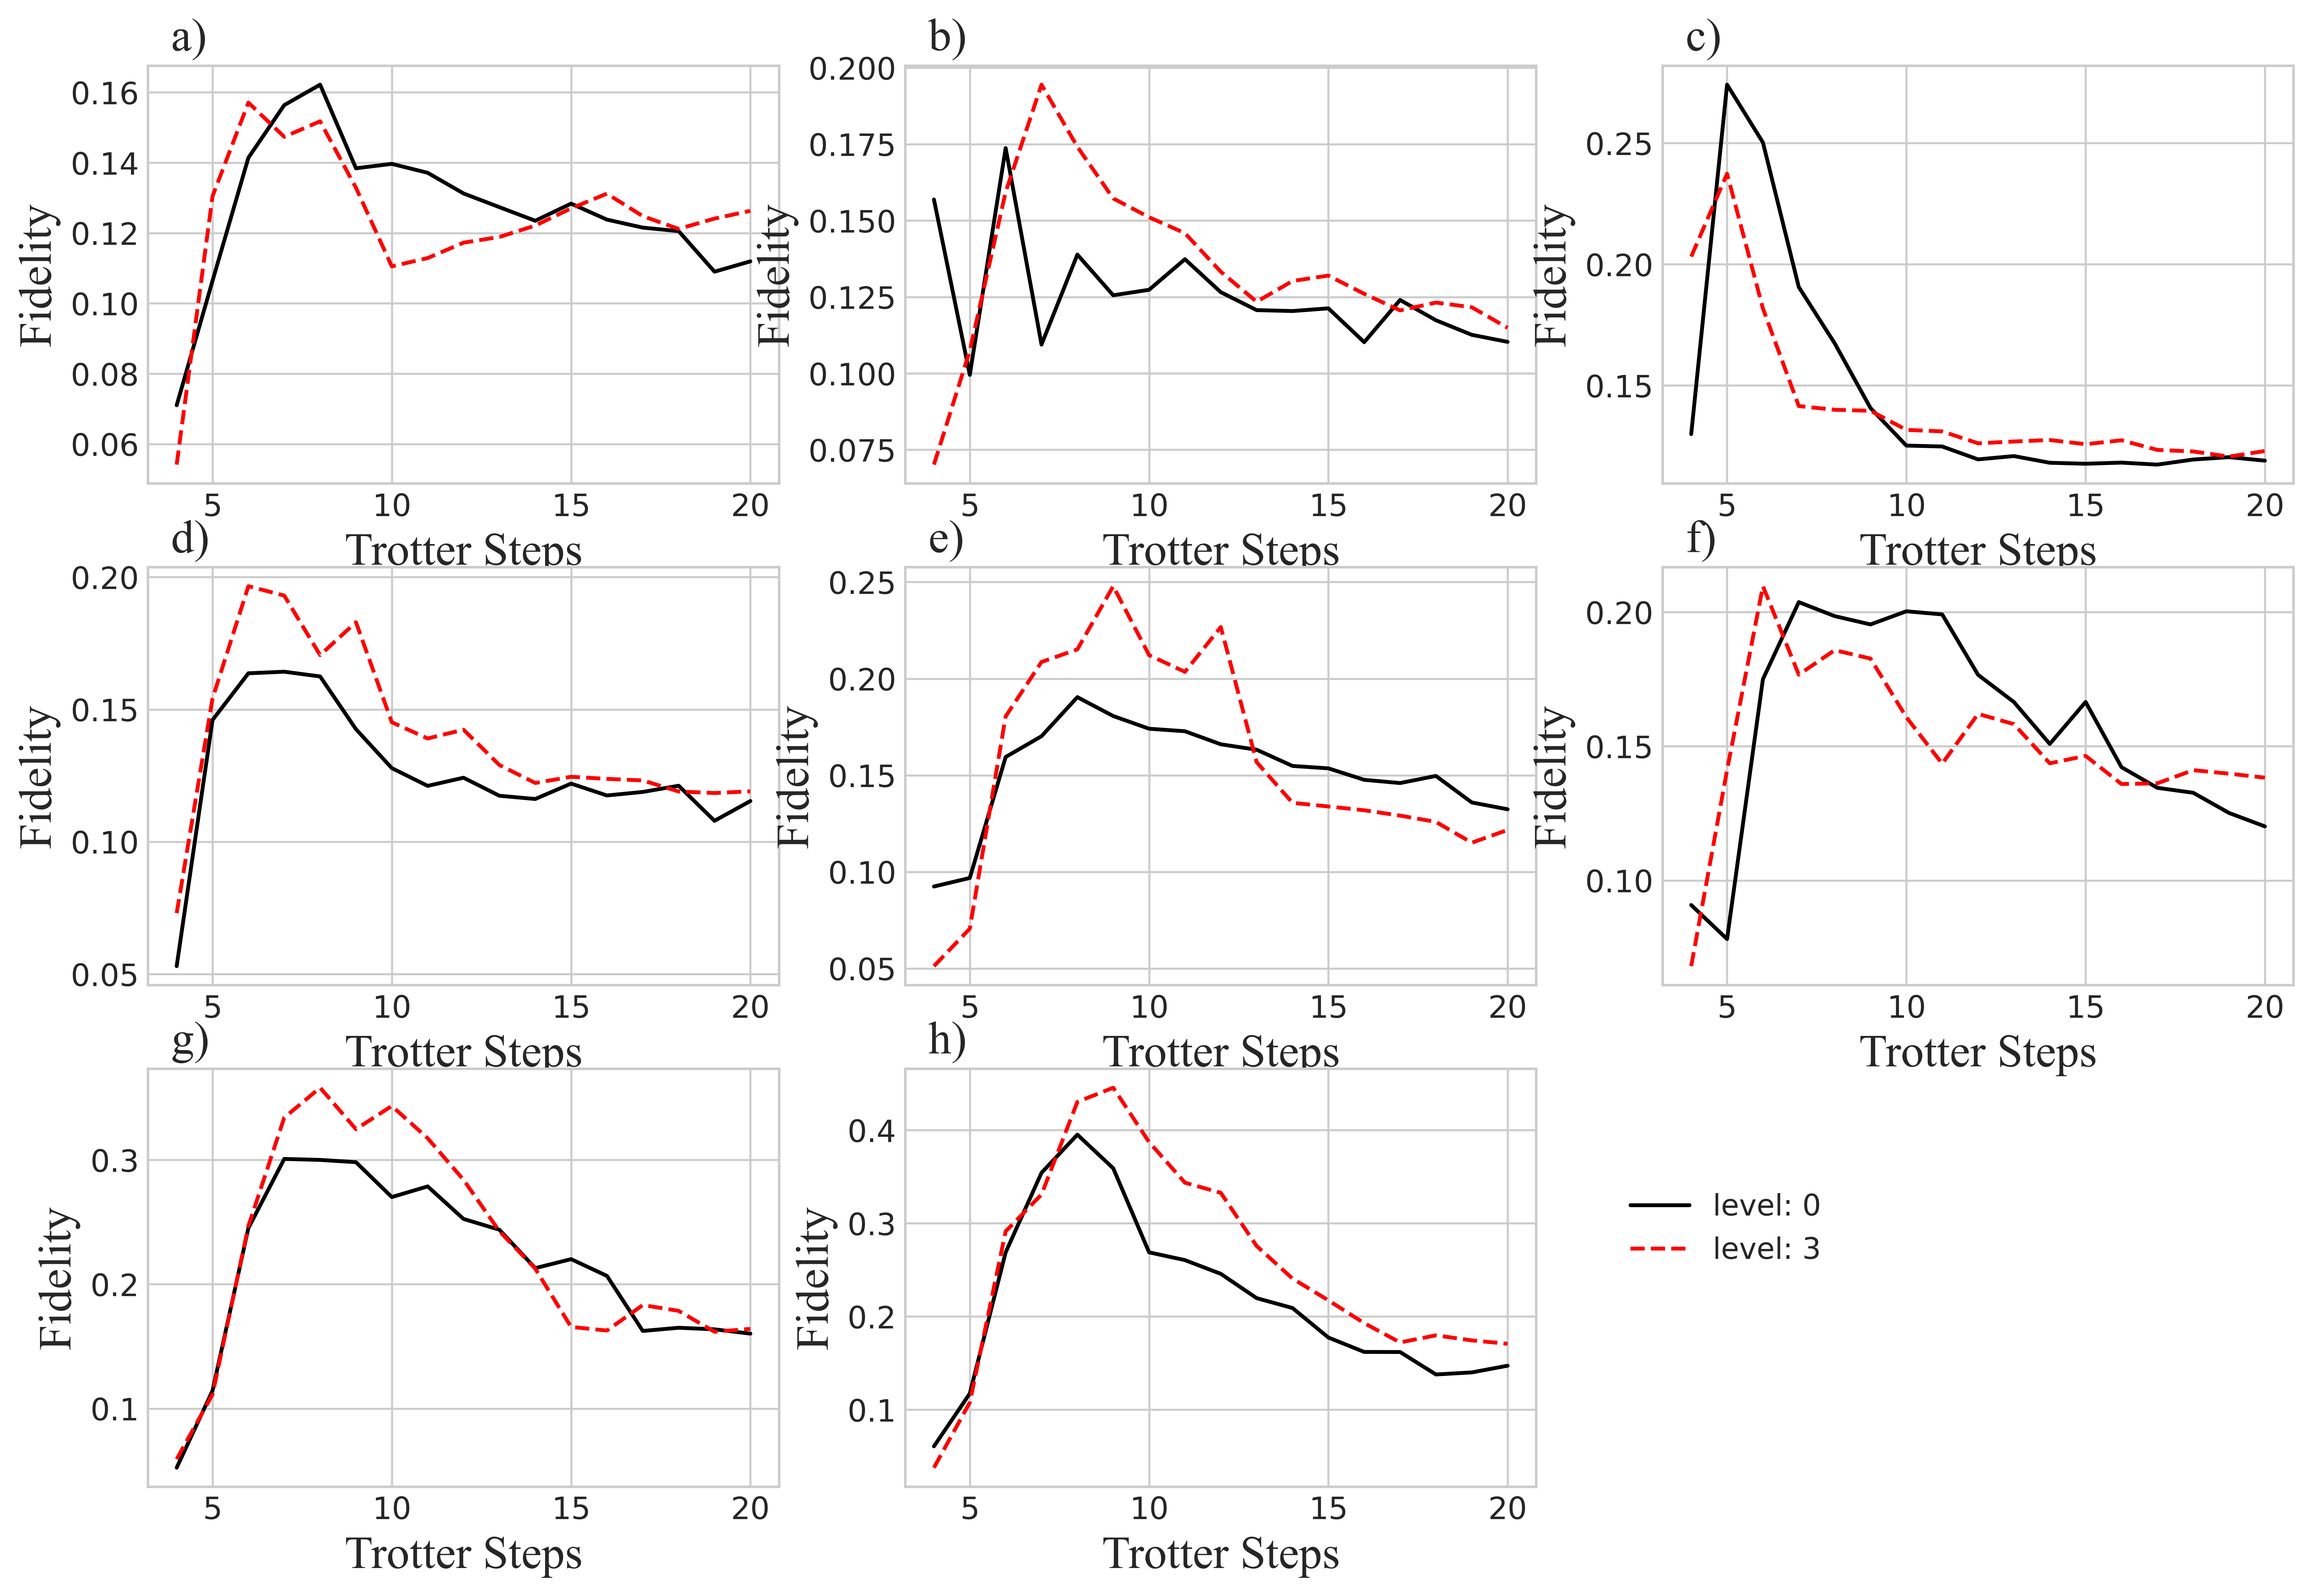 a)
0.16
0.14
0.12
0.10
0.08
0.06
Fidelity
5 10 15 20
Trotter Steps
b)
0.200
0.175
0.150
0.125
0.100
0.075
Fidelity
5 10 15 20
Trotter Steps
c)
0.25
0.20
0.15
Fidelity
5 10 15 20
Trotter Steps
d)
0.20
0.15
0.10
0.05
Fidelity
5 10 15 20
Trotter Steps
e)
0.25
0.20
0.15
0.10
0.05
Fidelity
5 10 15 20
Trotter Steps
f)
0.20
0.15
0.10
Fidelity
5 10 15 20
Trotter Steps
g)
0.3
0.2
0.1
Fidelity
5 10 15 20
Trotter Steps
h)
0.4
0.3
0.2
0.1
Fidelity
5 10 15 20
Trotter Steps
level: 0
level: 3